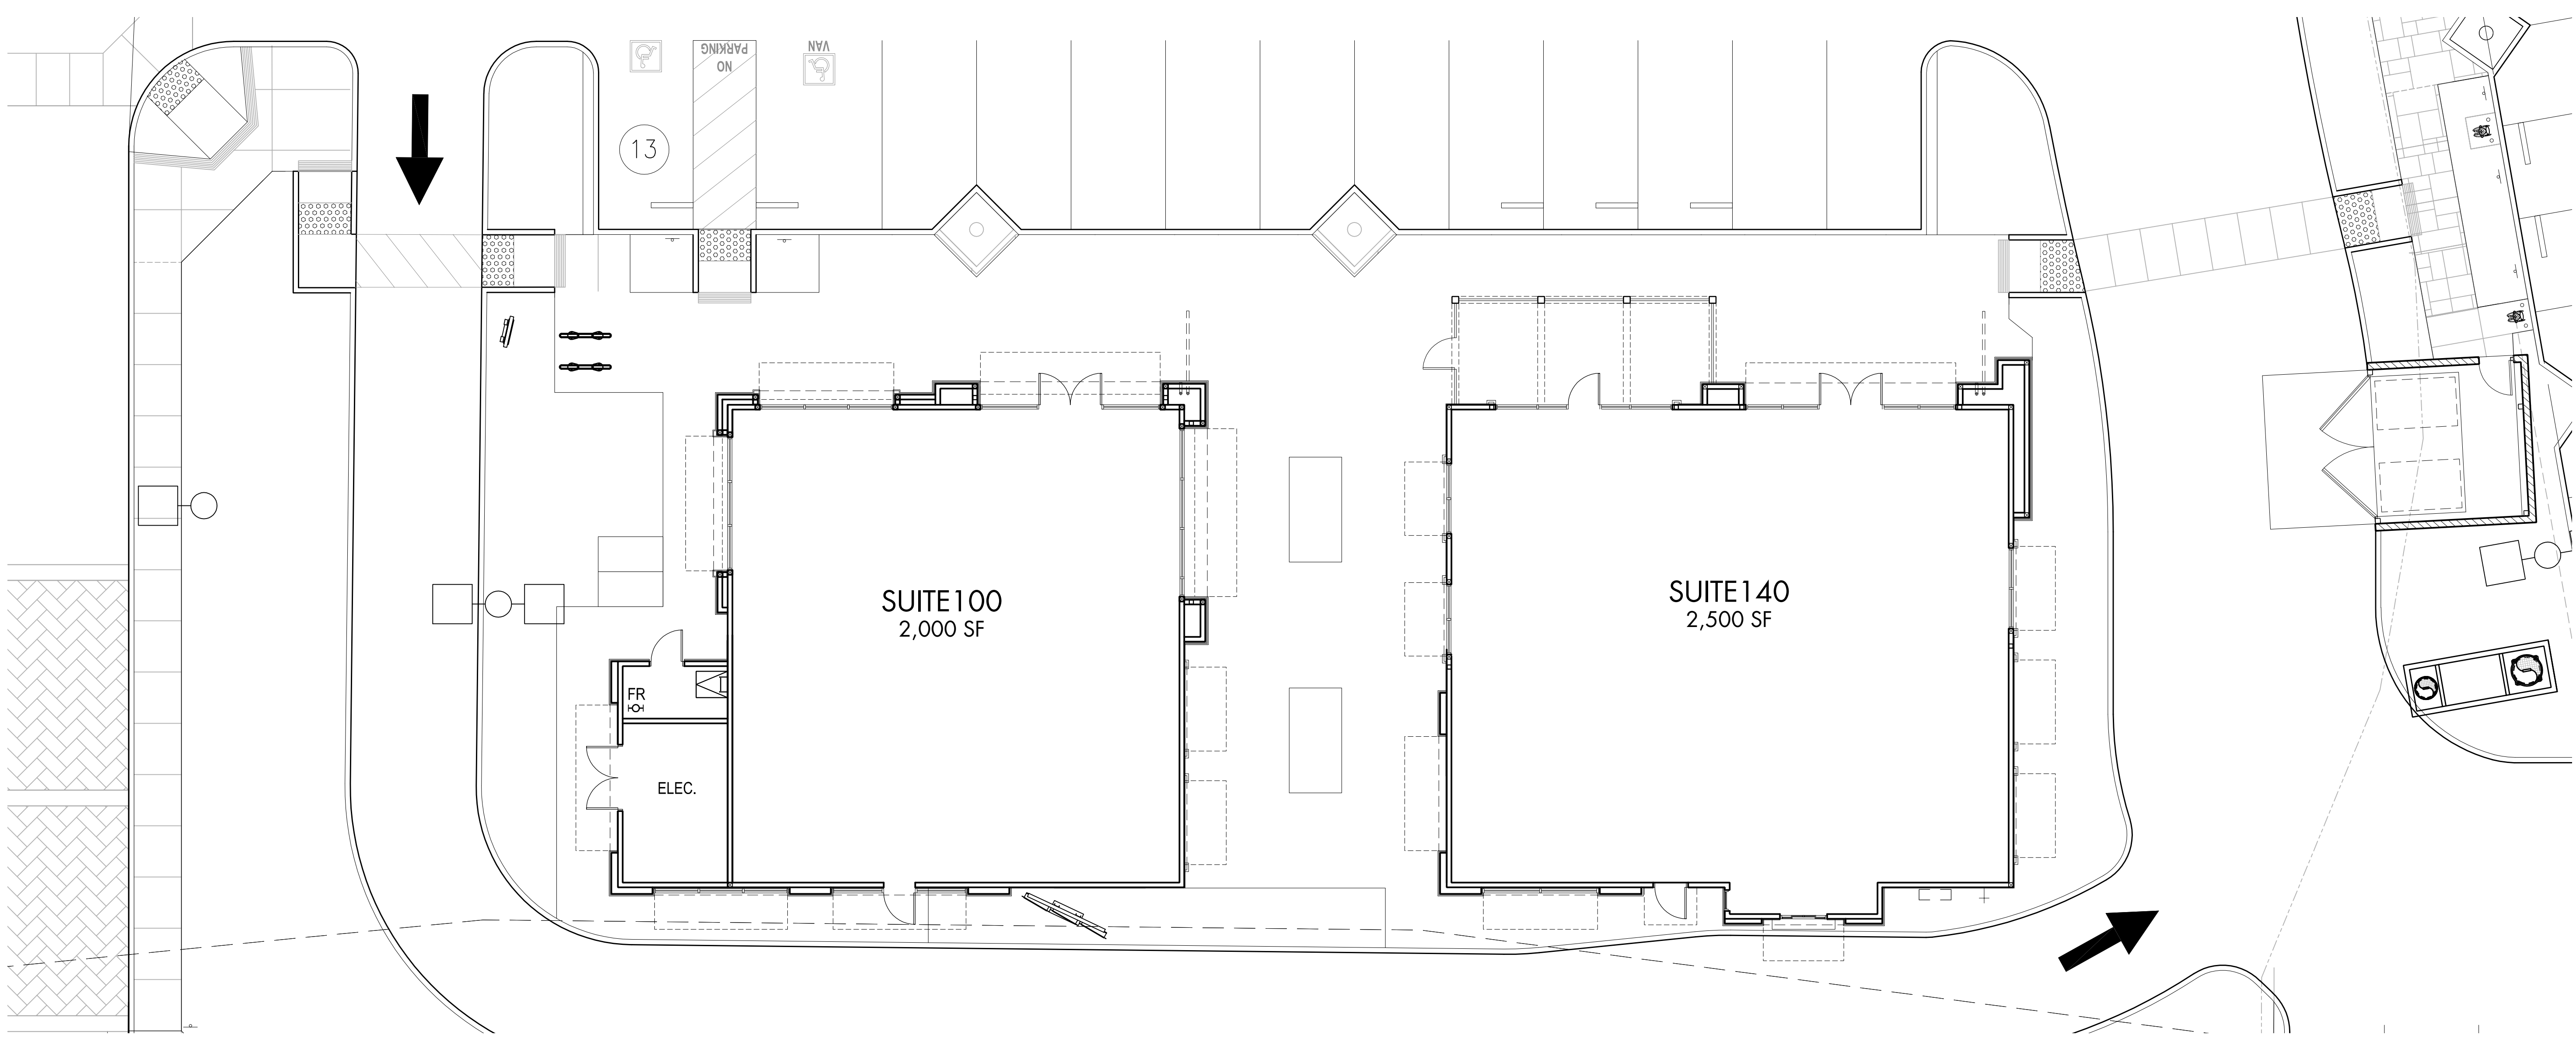 NO
PARKING
VAN
13
SUITE100
2,000 SF
SUITE140
2,500 SF
FR
ELEC.